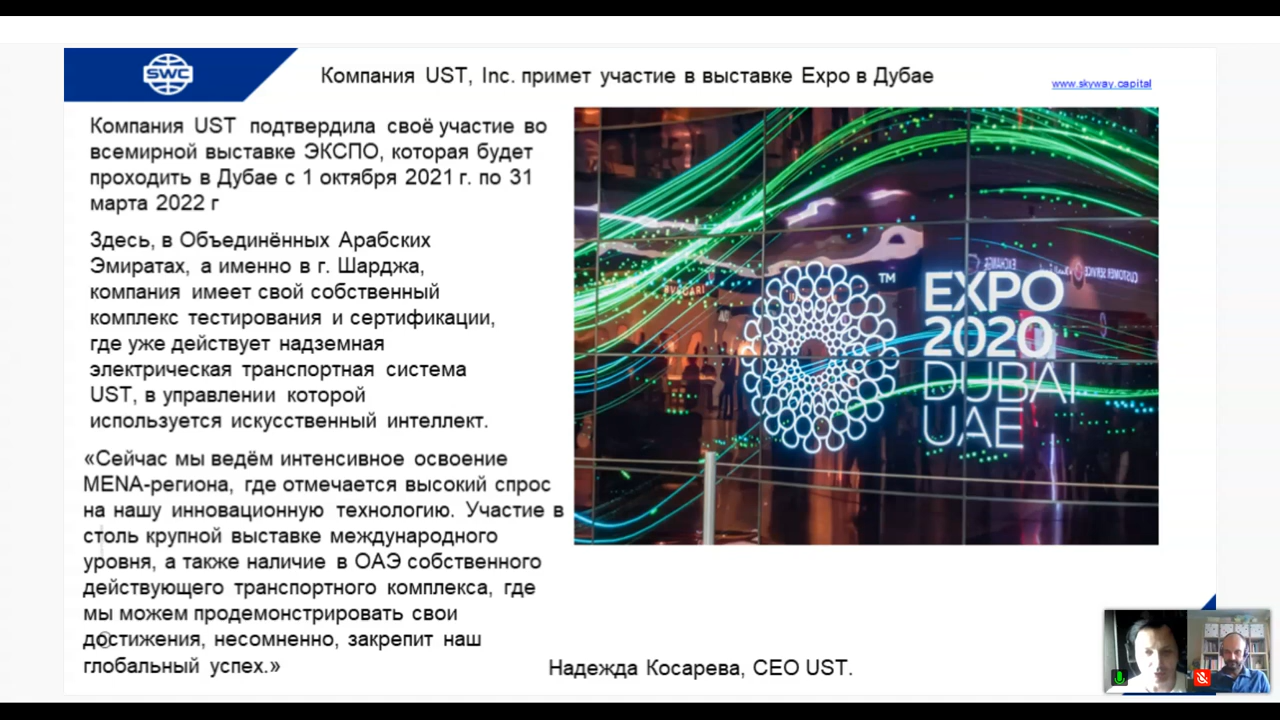 SWC
Компания UST, Inc. примет участие в выставке Expo в Дубае
www.skyway.capital
Компания UST подтвердила своё участие во
всемирной выставке ЭКСПО, которая будет
проходить в Дубае с 1 октября 2021 г. по 31
марта 2022 г
Здесь, в Объединённых Арабских
Эмиратах, а именно в г. Шарджа,
компания имеет свой собственный
комплекс тестирования и сертификации,
где уже действует надземная
электрическая транспортная система
UST, в управлении которой
используется искусственный интеллект.
«Сейчас мы ведём интенсивное освоение
MENA-региона, где отмечается высокий спрос
на нашу инновационную технологию. Участие в
столь крупной выставке международного
уровня, а также наличие в ОАЭ собственного
действующего транспортного комплекса, где
мы можем продемонстрировать свои
достижения, несомненно, закрепит наш
глобальный успех.»
Надежда Косарева, CEO UST.
EXCHANGE
CUSTOMER SERVICE
BVLGARI
TM
EXPO
2020
DUBAI
UAE